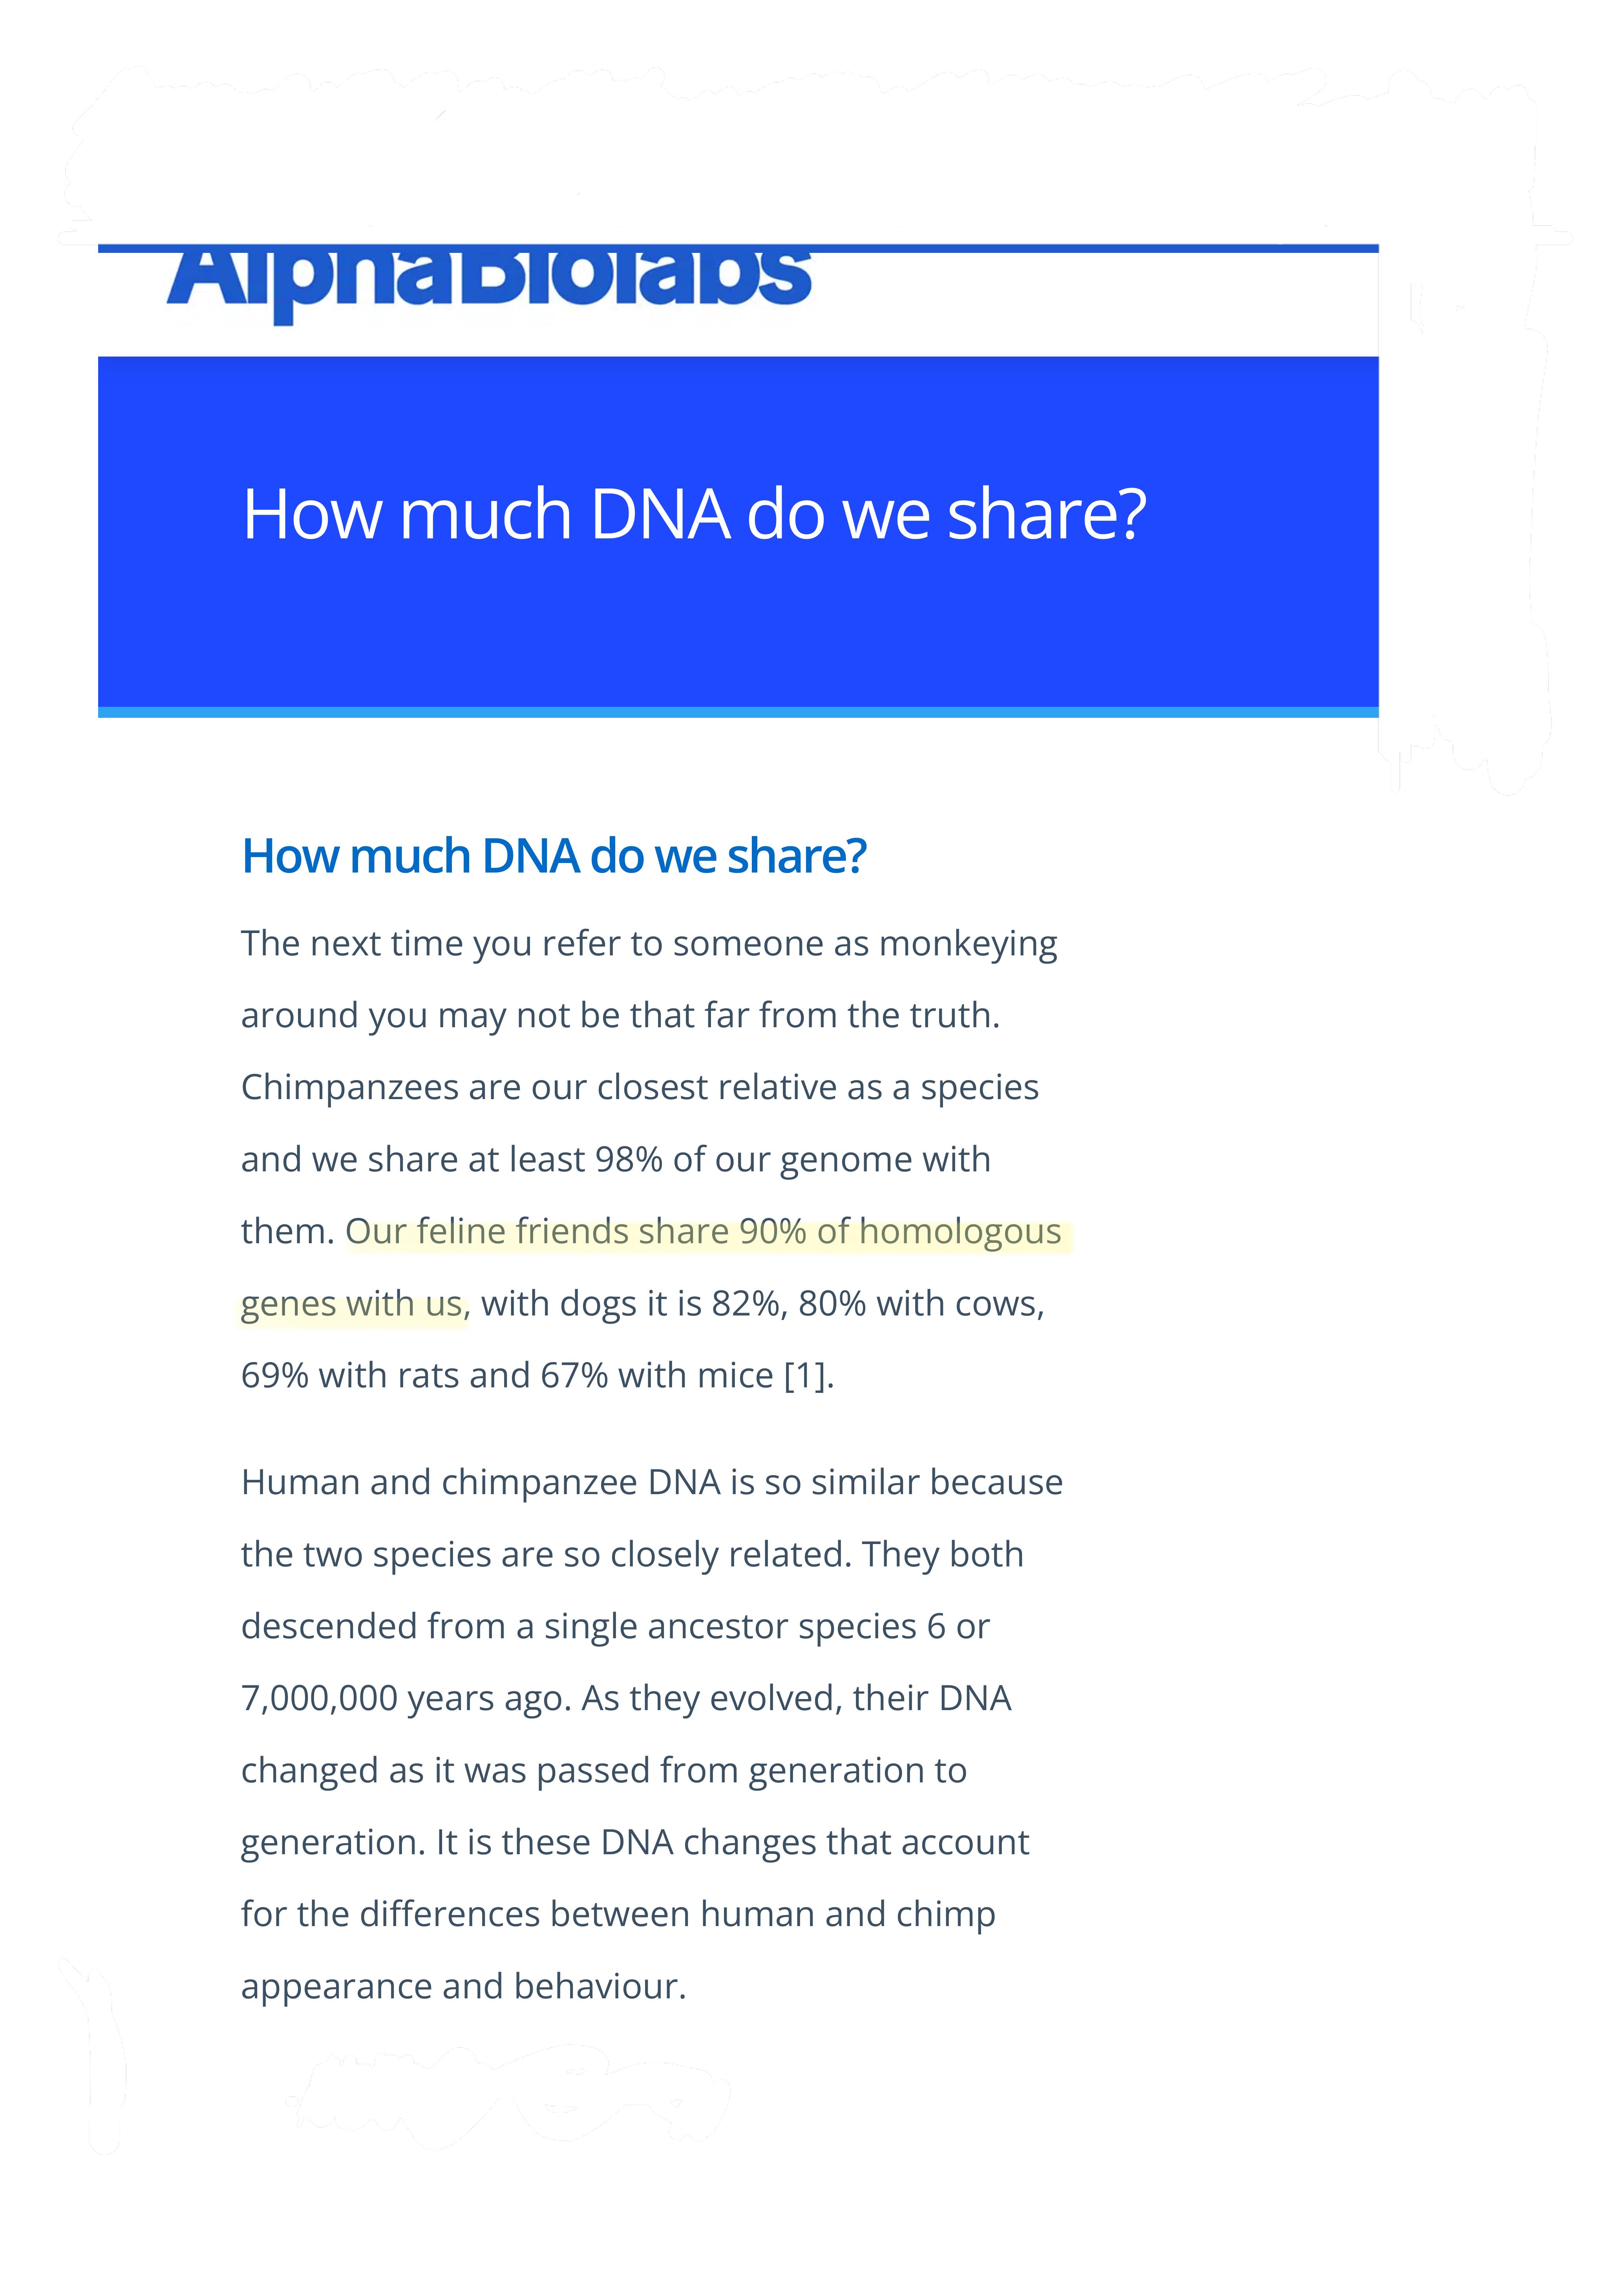 AlphaBiolabs
How much DNA do we share?
How much DNA do we share?
The next time you refer to someone as monkeying
around you may not be that far from the truth.
Chimpanzees are our closest relative as a species
and we share at least 98% of our genome with
them. Our feline friends share 90% of homologous
genes with us, with dogs it is 82%, 80% with cows,
69% with rats and 67% with mice [1].
Human and chimpanzee DNA is so similar because
the two species are so closely related. They both
descended from a single ancestor species 6 or
7,000,000 years ago. As they evolved, their DNA
changed as it was passed from generation to
generation. It is these DNA changes that account
for the differences between human and chimp
appearance and behaviour.